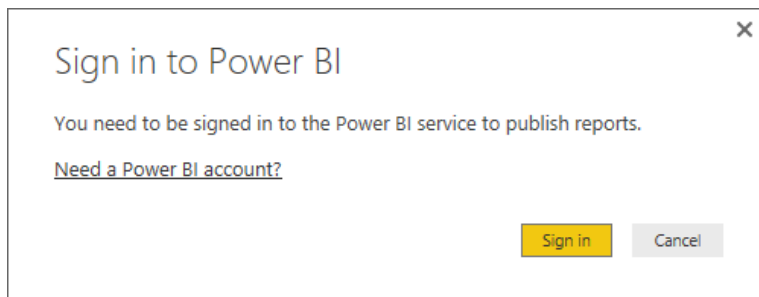 Sign in to Power BI
You need to be signed in to the Power BI service to publish reports.
Need a Power BI account?
Sign in Cancel